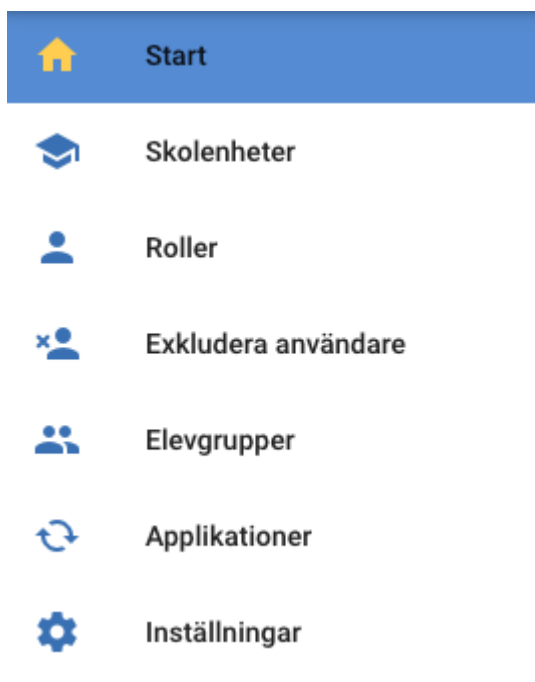 Start
Skolenheter
Roller
Exkludera användare
Elevgrupper
Applikationer
Inställningar